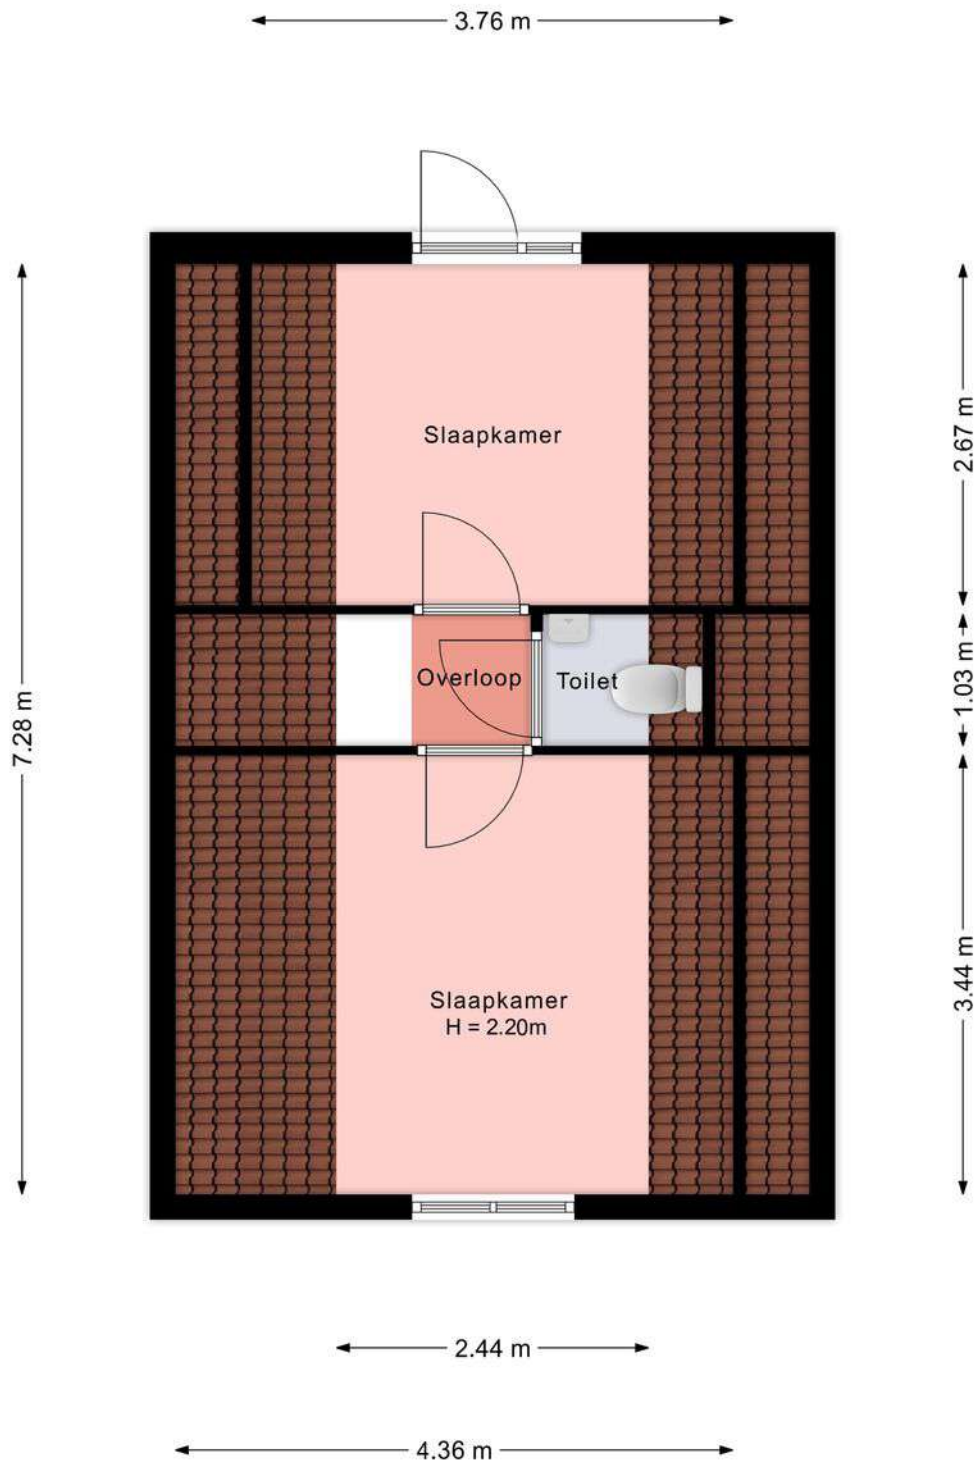 3.76 m
Slaapkamer
2.67 m
Overloop
Toilet
1.03 m
7.28 m
3.44 m
Slaapkamer
H = 2.20m
2.44 m
4.36 m